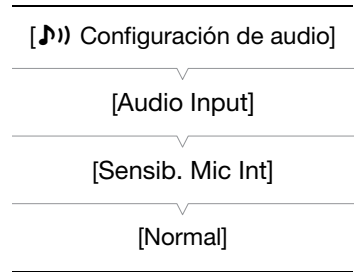 [♪)) Configuración de audio]
[Audio Input]
[Sensib. Mic Int]
[Normal]